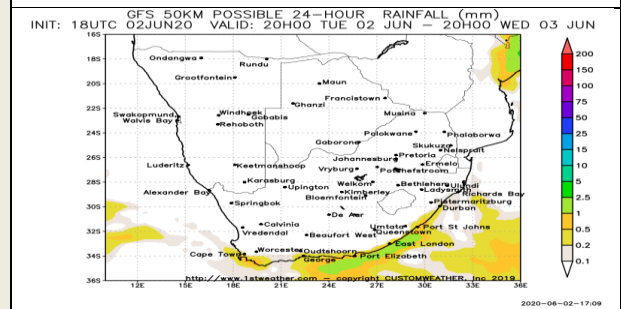 GFS 50KM POSSIBLE 24-HOUR RAINFALL (mm)
INIT: 18UTC 02JUN20 VALID: 20H00 TUE 02 JUN - 20H00 WED 03 JUN
16S
18S
20S
22S
24S
26S
28S
30S
32S
34S
36S
Ondangwa
Rundu
Grootfontein
Maun
Francistown
Ghanzi
Musina
Swakopmund
Walvis Bay
Windhoek
Gobabis
Rehoboth
Polokwane
Phalaborwa
Gaborone
Skukuza
Nelspruit
Pretoria
Johannesburg
Ermelo
Luderitz
Keetmanshoop
Vryburg
Potchefstroom
Karasburg
Upington
Welkom
Bethlehem
Ulundi
Ladysmith
Alexander Bay
Kimberley
Richards Bay
Bloemfontein
Springbok
Pietermaritzburg
Durban
De Aar
Calvinia
Umtata
Port St Johns
Vredendal
Beaufort West
Queenstown
East London
Worcester
Oudtshoorn
Cape Town
George
Port Elizabeth
http://www.1stweather.com - copyright CUSTOMWEATHER, Inc 2019
12E 15E 18E 21E 24E 27E 30E 33E 36E
200
150
100
75
50
25
15
10
5
2.5
1
0.5
0.2
0.1
2020-06-02-17:09